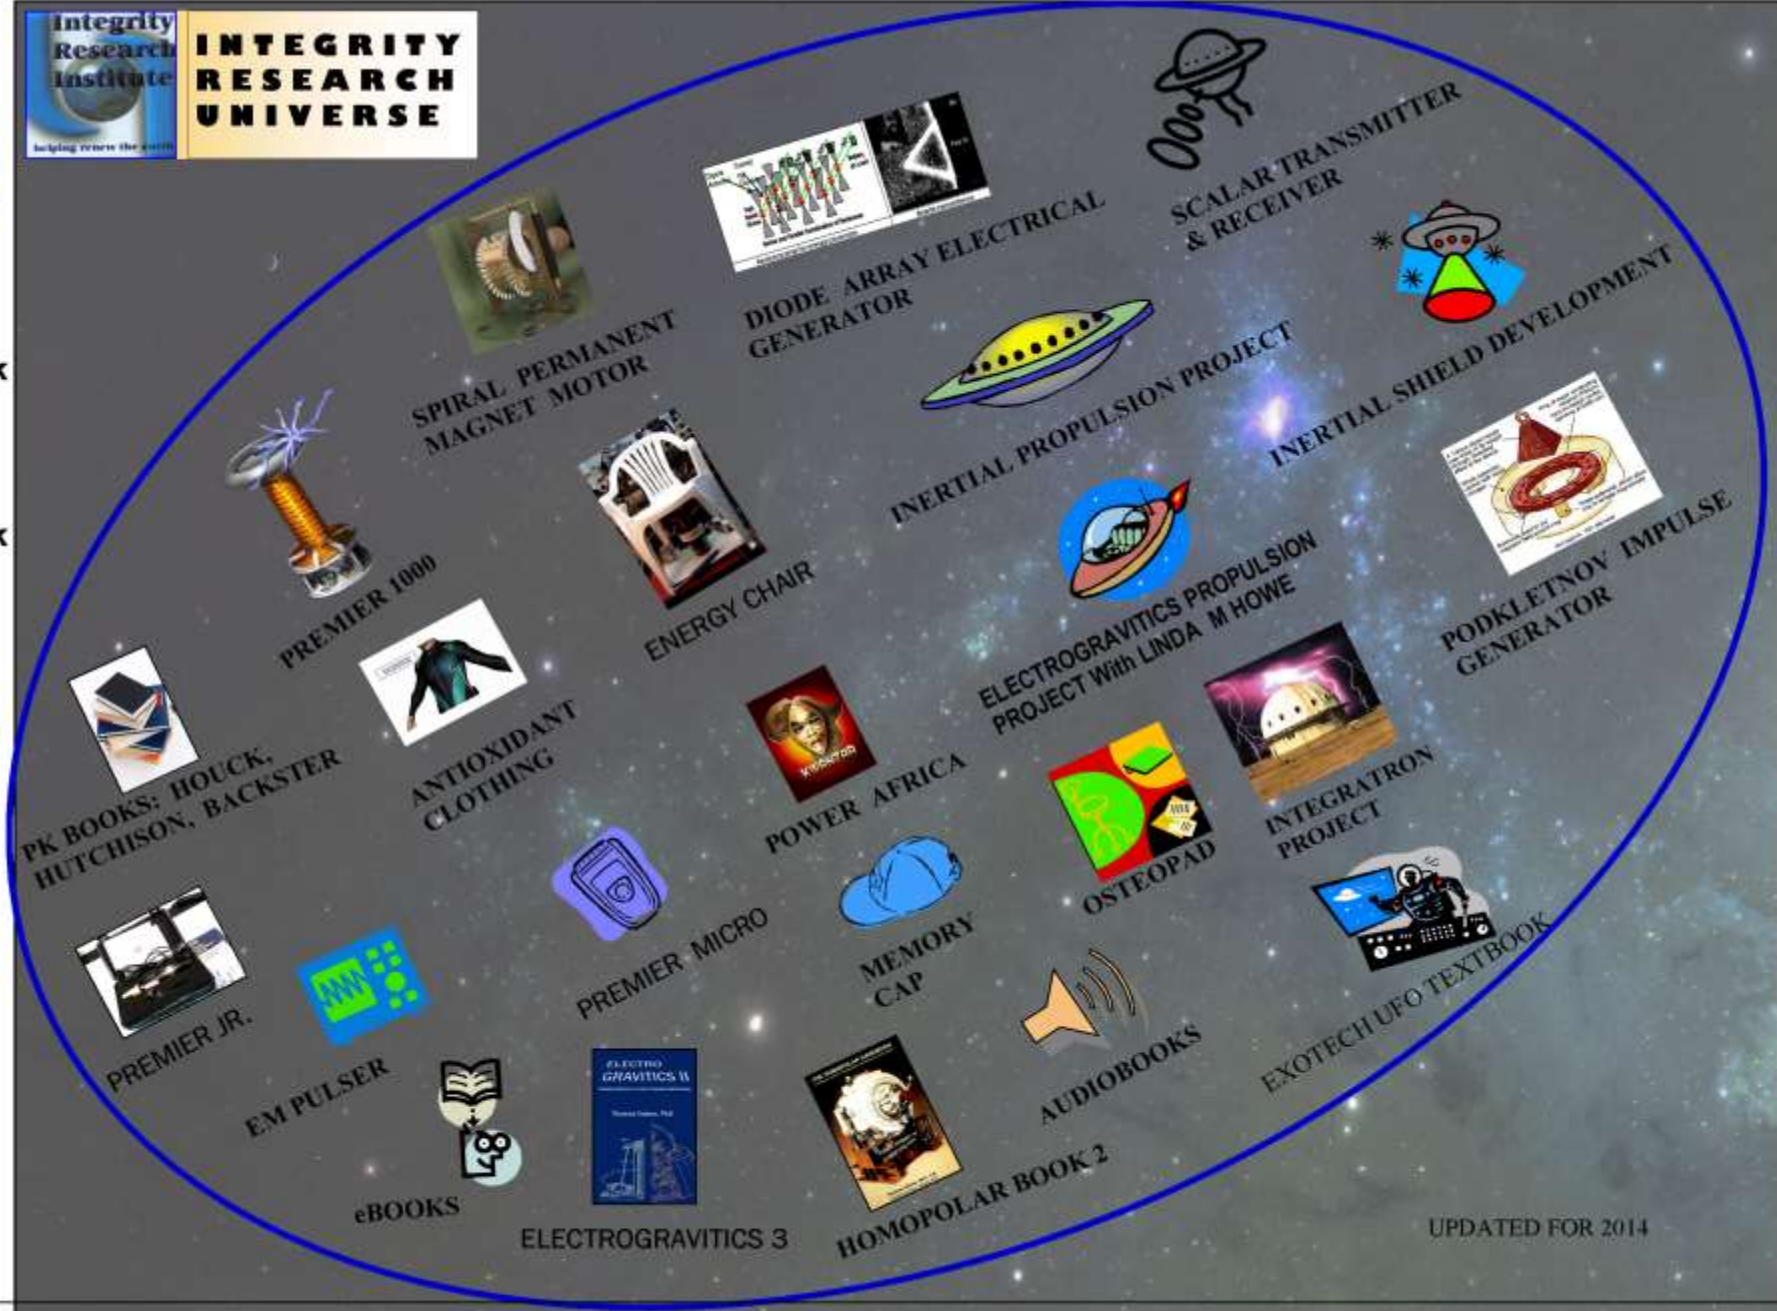 Integrity
Research
Institute
helping renew the earth
INTEGRITY
RESEARCH
UNIVERSE
SCALAR TRANSMITTER
& RECEIVER
DIODE ARRAY ELECTRICAL
GENERATOR
SPIRAL PERMANENT
MAGNET MOTOR
INERTIAL PROPULSION PROJECT
INERTIAL SHIELD DEVELOPMENT
k
k
PREMIER 1000
ENERGY CHAIR
ELECTROGRAVITICS PROPULSION
PROJECT With LINDA M HOWE
PODKLETNOV IMPULSE
GENERATOR
PK BOOKS: HOUCK,
HUTCHISON, BACKSTER
ANTIOXIDANT
CLOTHING
POWER AFRICA
OSTEOPAD
INTEGRATRON
PROJECT
PREMIER JR.
EM PULSER
PREMIER MICRO
MEMORY
CAP
AUDIOBOOKS
EXOTECH UFO TEXTBOOK
eBOOKS
ELECTRO
GRAVITICS II
ELECTROGRAVITICS 3
HOMOPOLAR BOOK 2
UPDATED FOR 2014